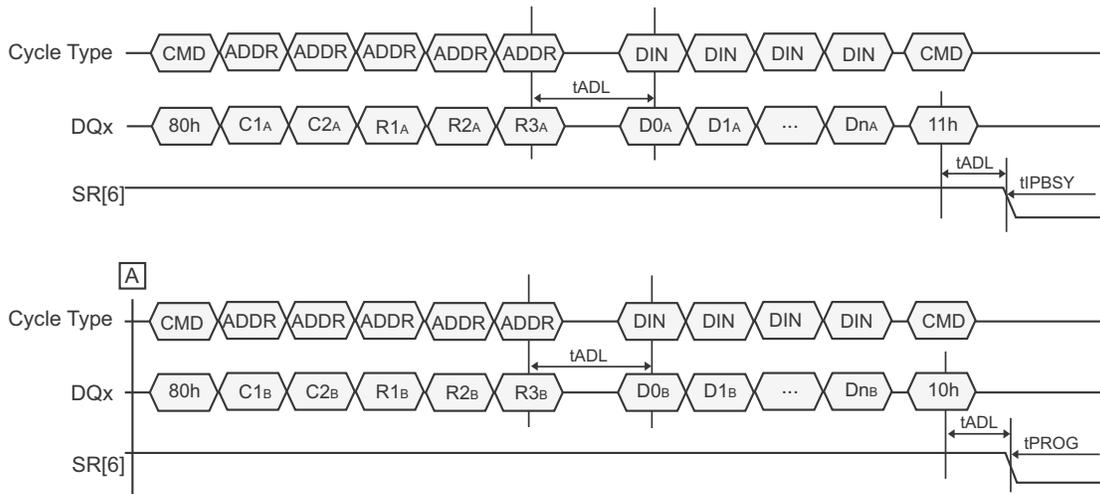 Cycle Type CMD ADDR ADDR ADDR ADDR ADDR DIN DIN DIN DIN CMD
tADL
DQx 80h C1A C2A R1A R2A R3A D0A D1A ... DnA 11h
tADL
SR[6] tIPBSY
A
Cycle Type CMD ADDR ADDR ADDR ADDR ADDR DIN DIN DIN DIN CMD
tADL
DQx 80h C1B C2B R1B R2B R3B D0B D1B ... DnB 10h
tADL
SR[6] tPROG